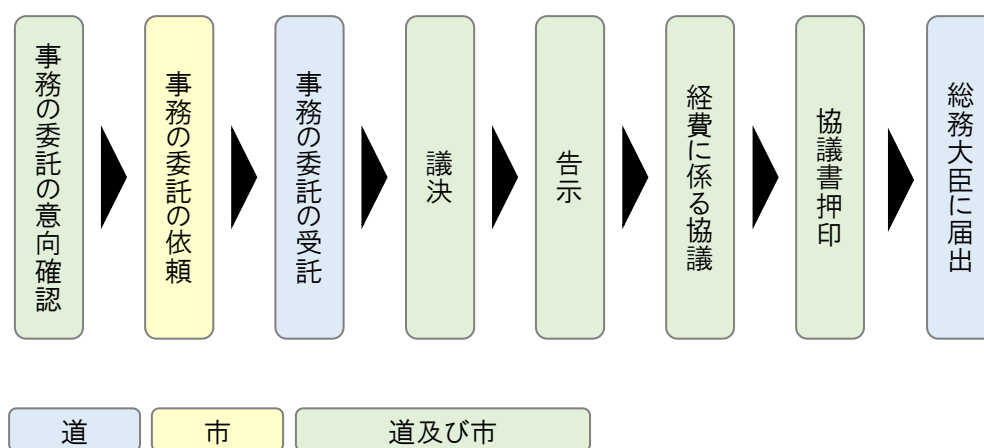 事務の委託の意向確認
事務の委託の依頼
事務の委託の受託
議決
告示
経費に係る協議
協議書押印
総務大臣に届出
道
市
道及び市